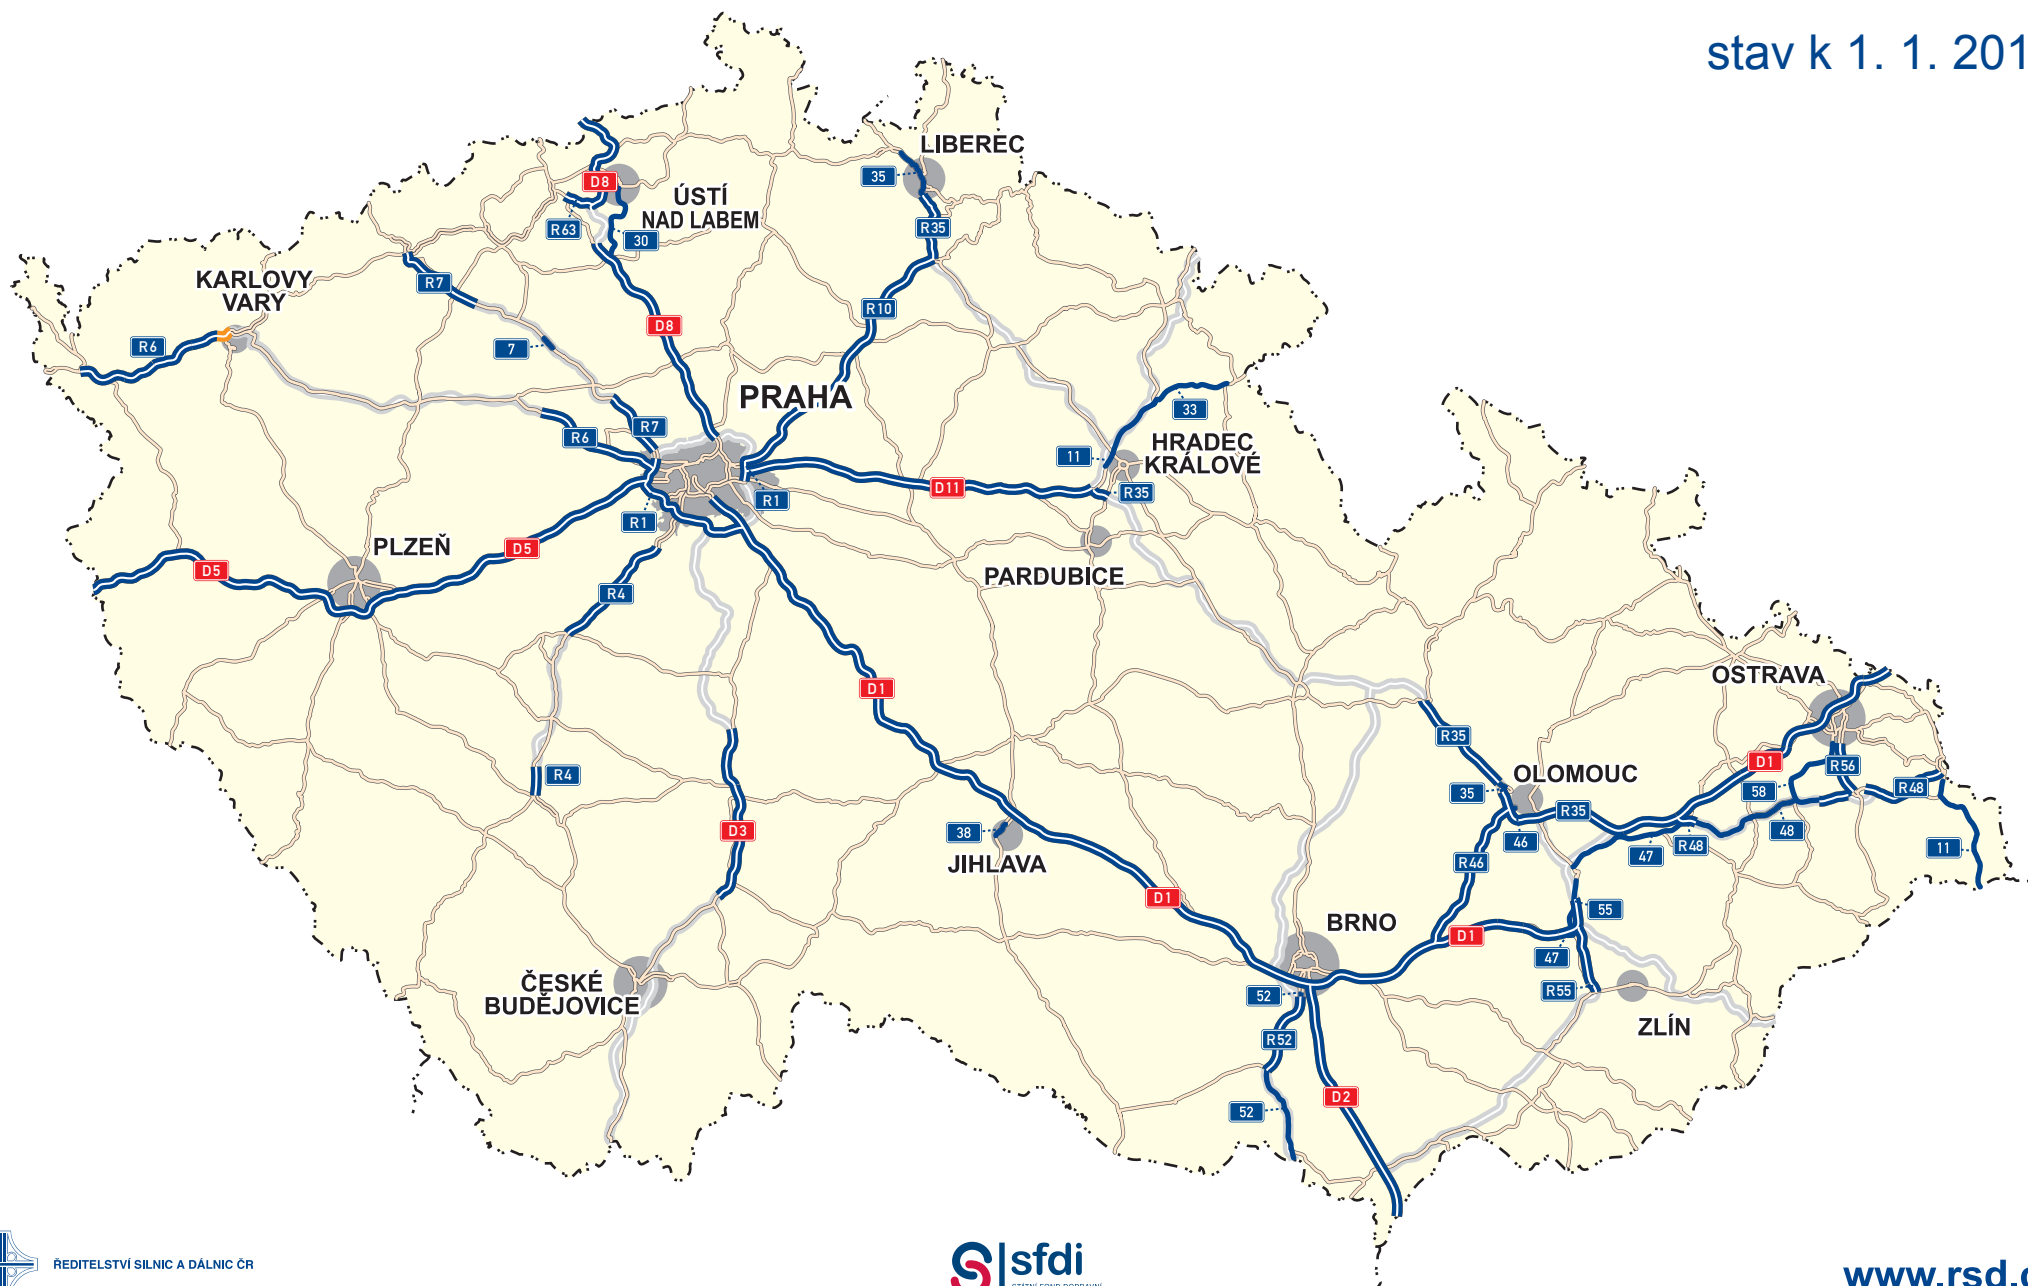 stav k 1. 1. 201
LIBEREC
35
D8
ÚSTÍ
NAD LABEM
R63
30
R35
KARLOVY
VARY
R7
R10
R6
7
D8
PRAHA
33
R6
R7
HRADEC
KRÁLOVÉ
11
D11
R35
R1
R1
PLZEŇ
D5
D5
PARDUBICE
R4
OSTRAVA
D1
R35
D1
R56
R4
OLOMOUC
35
58
R48
R35
D3
38
JIHLAVA
46
47
R48
48
11
R46
D1
55
BRNO
D1
47
ČESKÉ
BUDĚJOVICE
52
R55
ZLÍN
R52
D2
52
ŘEDITELSTVÍ SILNIC A DÁLNIC ČR
sfdi
www.rsd.